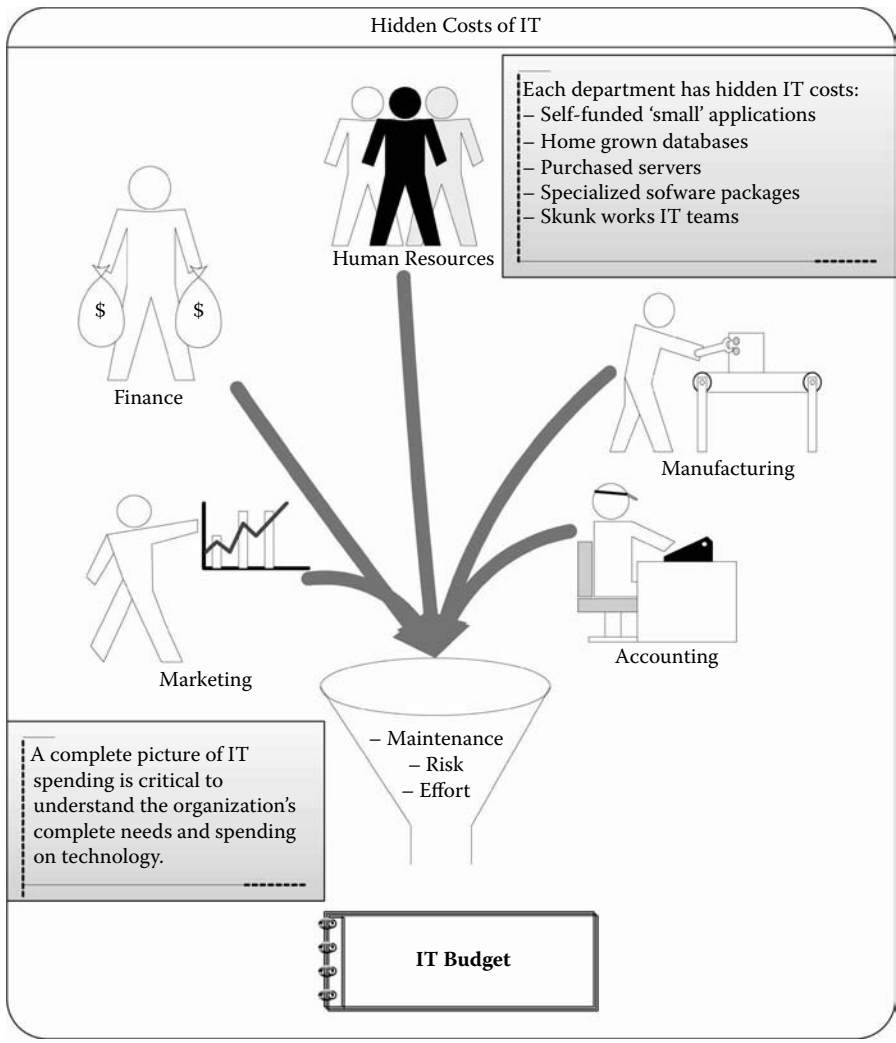 Hidden Costs of IT
Each department has hidden IT costs:
– Self-funded ‘small’ applications
– Home grown databases
– Purchased servers
– Specialized sofware packages
– Skunk works IT teams
Human Resources
$ $
Finance
Manufacturing
Marketing
Accounting
– Maintenance
– Risk
– Effort
A complete picture of IT
spending is critical to
understand the organization’s
complete needs and spending
on technology.
IT Budget